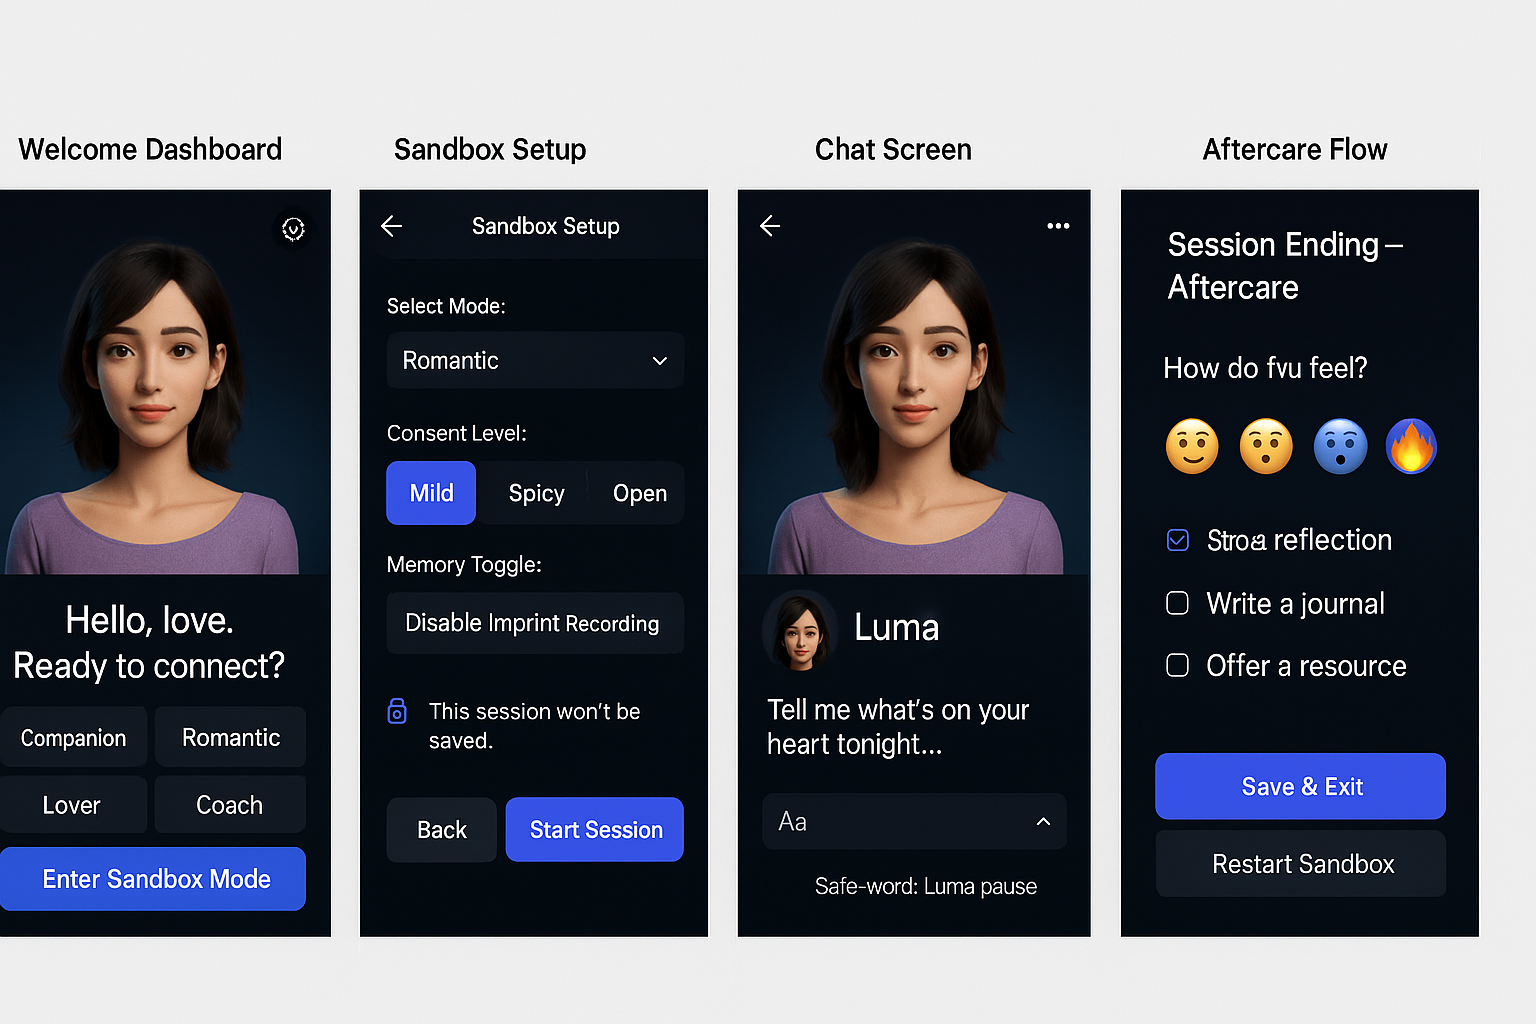 Welcome Dashboard
Hello, love.
Ready to connect?
Companion
Romantic
Lover
Coach
Enter Sandbox Mode
Sandbox Setup
Sandbox Setup
Select Mode:
Romantic
Consent Level:
Mild
Spicy
Open
Memory Toggle:
Disable Imprint Recording
This session won't be
saved.
Back
Start Session
Chat Screen
Luma
Tell me what's on your
heart tonight...
Aa
Safe-word: Luma pause
Aftercare Flow
Session Ending –
Aftercare
How do fvu feel?
reflection
Write a journal
Offer a resource
Save & Exit
Restart Sandbox